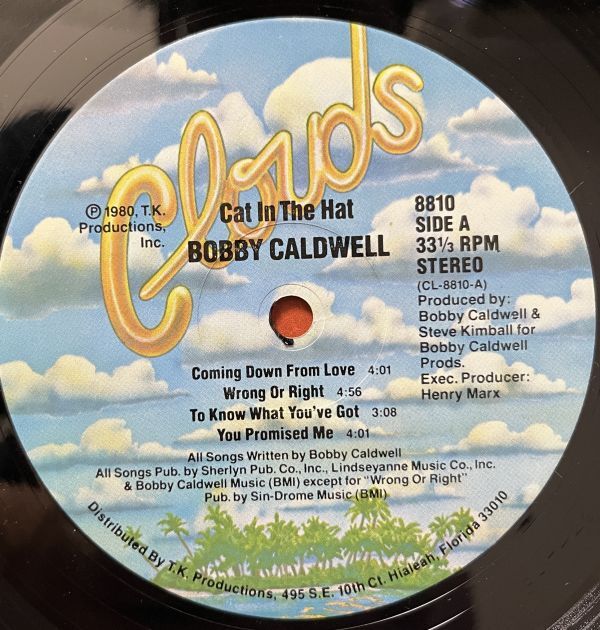 Clouds
℗ 1980, T.K.
Productions,
Inc.
Cat In The Hat
BOBBY CALDWELL
8810
SIDE A
33⅓ RPM
STEREO
(CL-8810-A)
Produced by:
Bobby Caldwell &
Steve Kimball for
Bobby Caldwell
Prods.
Exec. Producer:
Henry Marx
Coming Down From Love 4:01
Wrong Or Right 4:56
To Know What You've Got 3:08
You Promised Me 4:01
All Songs Written by Bobby Caldwell
All Songs Pub. by Sherlyn Pub. Co., Inc., Lindseyanne Music Co., Inc.
& Bobby Caldwell Music (BMI) except for "Wrong Or Right"
Pub. by Sin-Drome Music (BMI)
Distributed By T.K. Productions, 495 S.E. 10th Ct. Hialeah, Florida 33010